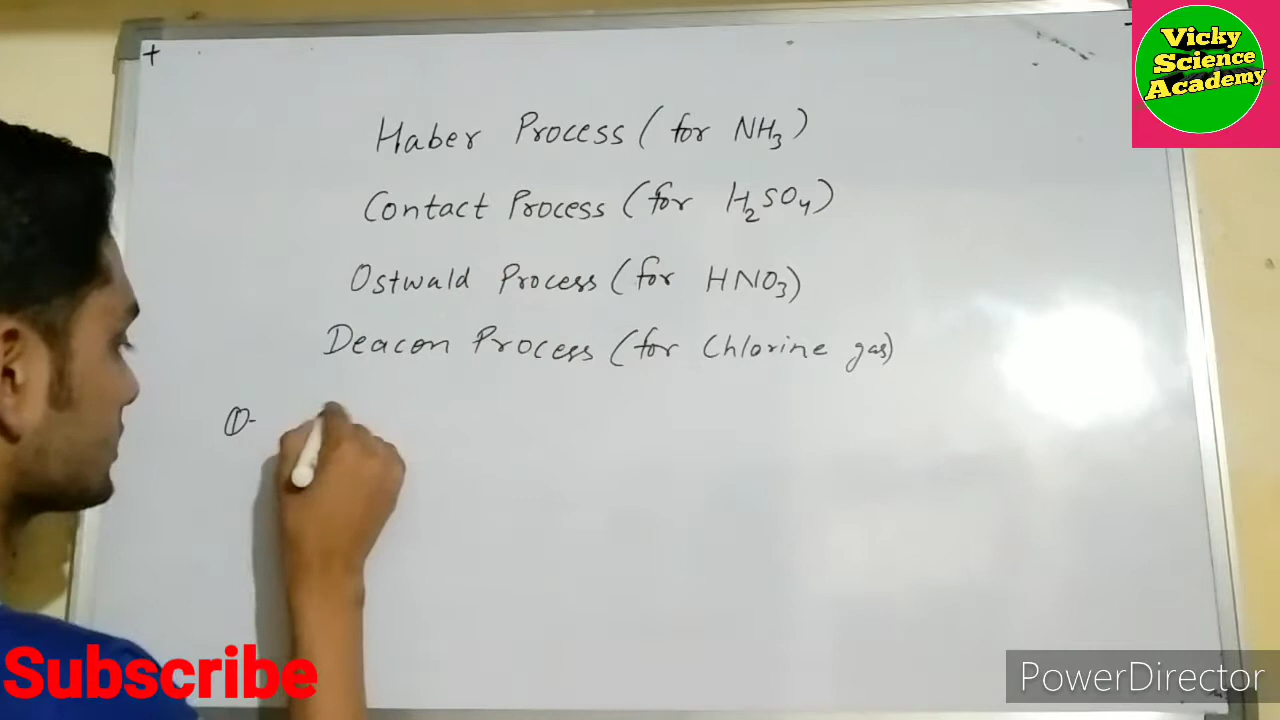 Vicky
Science
Academy
Haber Process (for NH₃)
Contact Process (for H₂SO₄)
Ostwald Process (for HNO₃)
Deacon Process (for Chlorine gas)
①-
Subscribe
PowerDirector